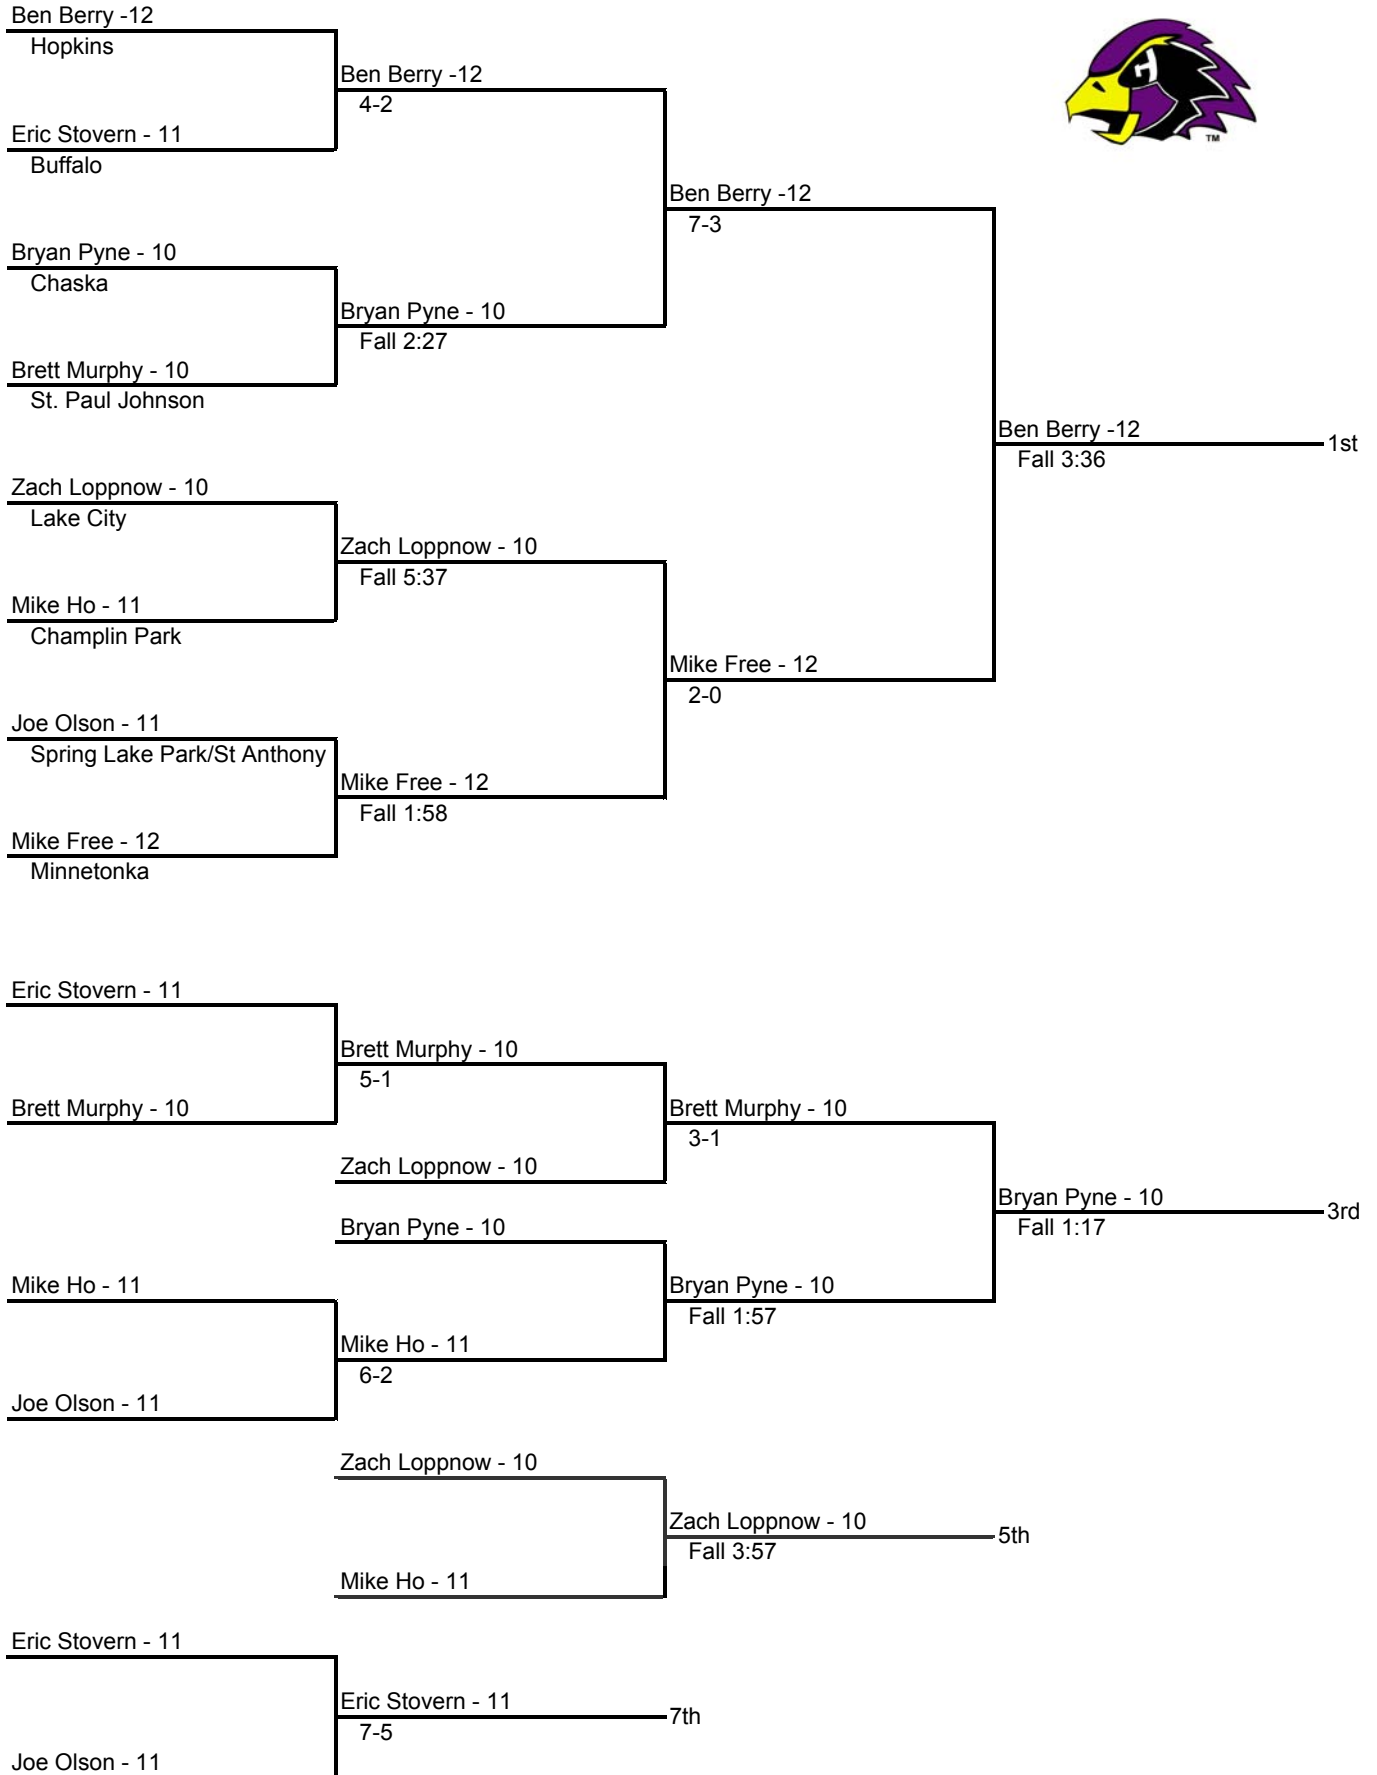 Ben Berry -12
Hopkins
Ben Berry -12
4-2
Eric Stovern - 11
Buffalo
Ben Berry -12
7-3
Bryan Pyne - 10
Chaska
Bryan Pyne - 10
Fall 2:27
Brett Murphy - 10
St. Paul Johnson
Ben Berry -12
Fall 3:36
1st
Zach Loppnow - 10
Lake City
Zach Loppnow - 10
Fall 5:37
Mike Ho - 11
Champlin Park
Mike Free - 12
2-0
Joe Olson - 11
Spring Lake Park/St Anthony
Mike Free - 12
Fall 1:58
Mike Free - 12
Minnetonka
Eric Stovern - 11
Brett Murphy - 10
5-1
Brett Murphy - 10
Brett Murphy - 10
3-1
Zach Loppnow - 10
Bryan Pyne - 10
Fall 1:17
3rd
Bryan Pyne - 10
Mike Ho - 11
Bryan Pyne - 10
Fall 1:57
Mike Ho - 11
6-2
Joe Olson - 11
Zach Loppnow - 10
Zach Loppnow - 10
Fall 3:57
5th
Mike Ho - 11
Eric Stovern - 11
Eric Stovern - 11
7-5
7th
Joe Olson - 11
H
TM